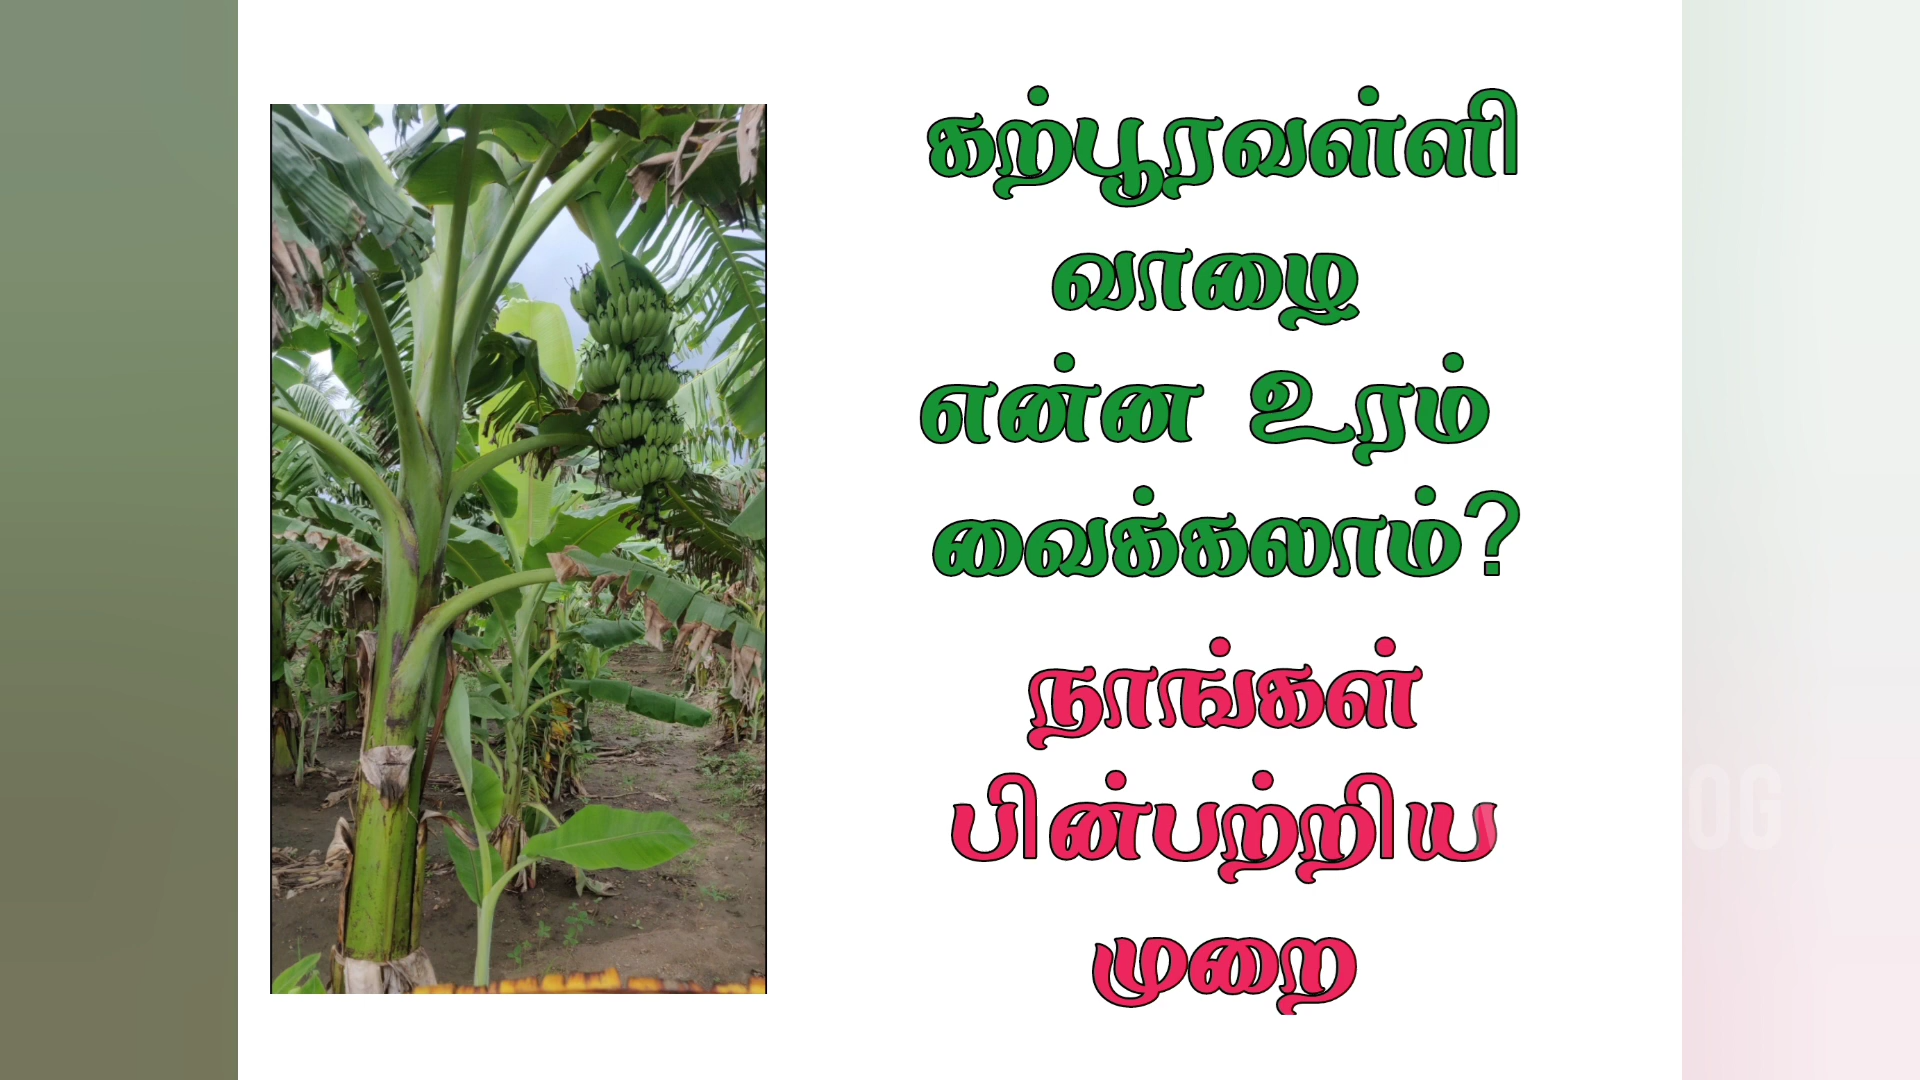 கற்பூரவள்ளி
வாழை
என்ன உரம்
வைக்கலாம்?
நாங்கள்
பின்பற்றிய
முறை